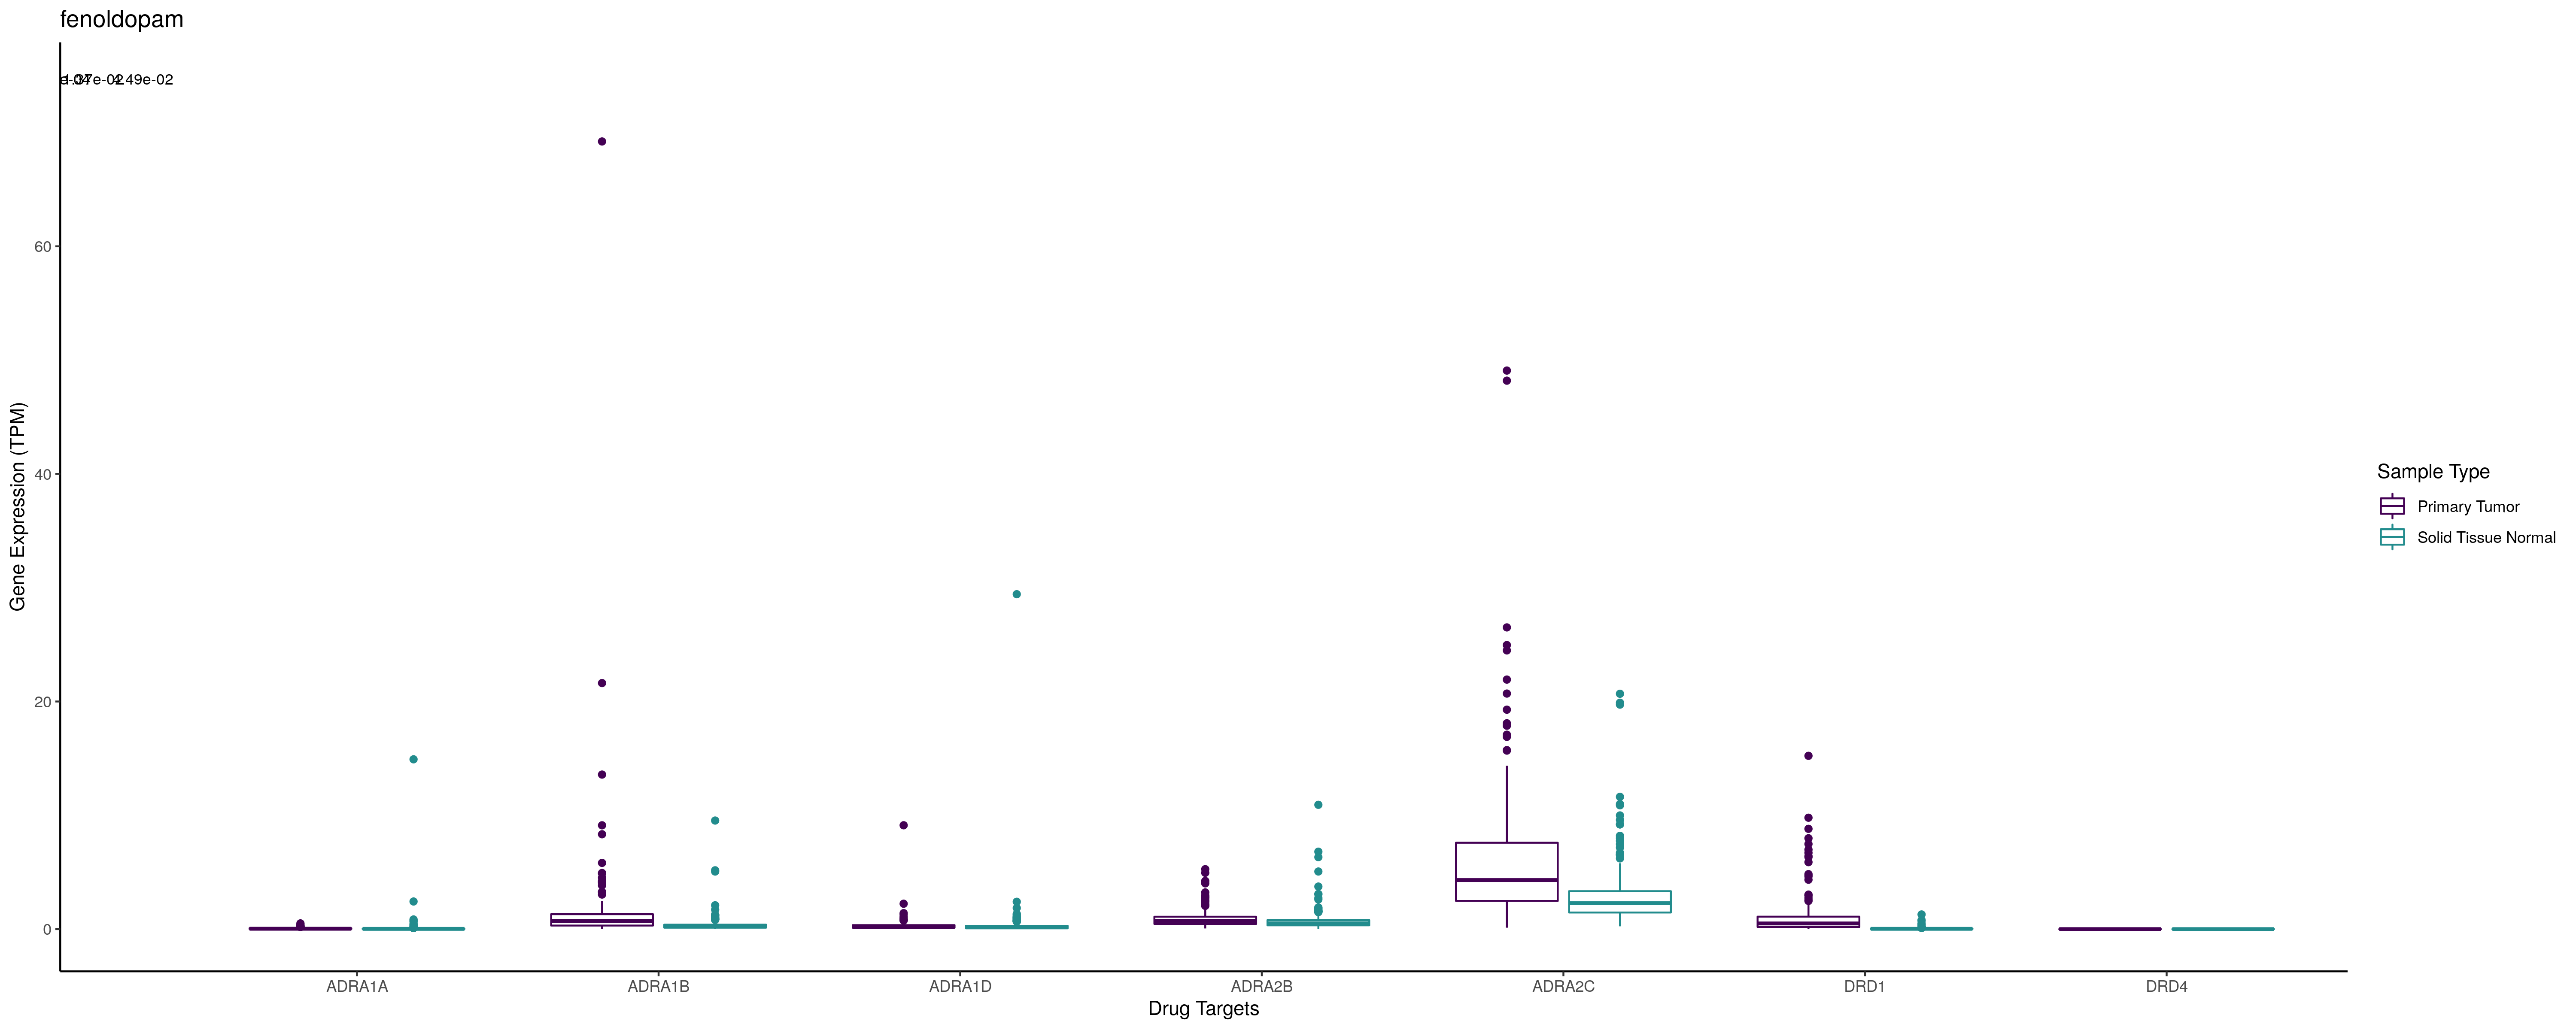 fenoldopam
60
40
20
0
Gene Expression (TPM)
ADRA1A ADRA1B ADRA1D ADRA2B ADRA2C DRD1 DRD4
Drug Targets
Sample Type
Primary Tumor
Solid Tissue Normal